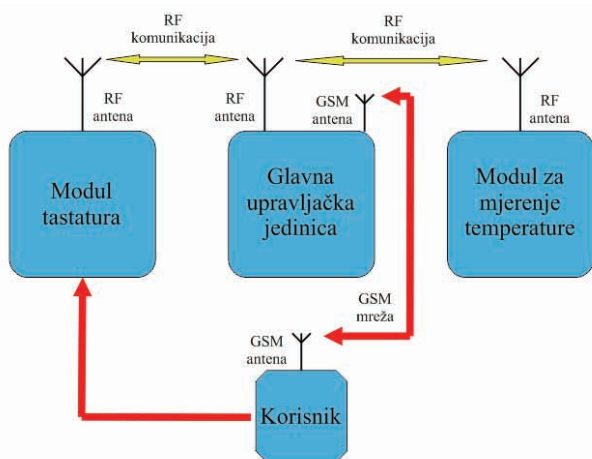 RF
komunikacija
RF
komunikacija
RF
antena
RF
antena
GSM
antena
RF
antena
Modul
tastatura
Glavna
upravljačka
jedinica
Modul za
mjerenje
temperature
GSM
mreža
GSM
antena
Korisnik